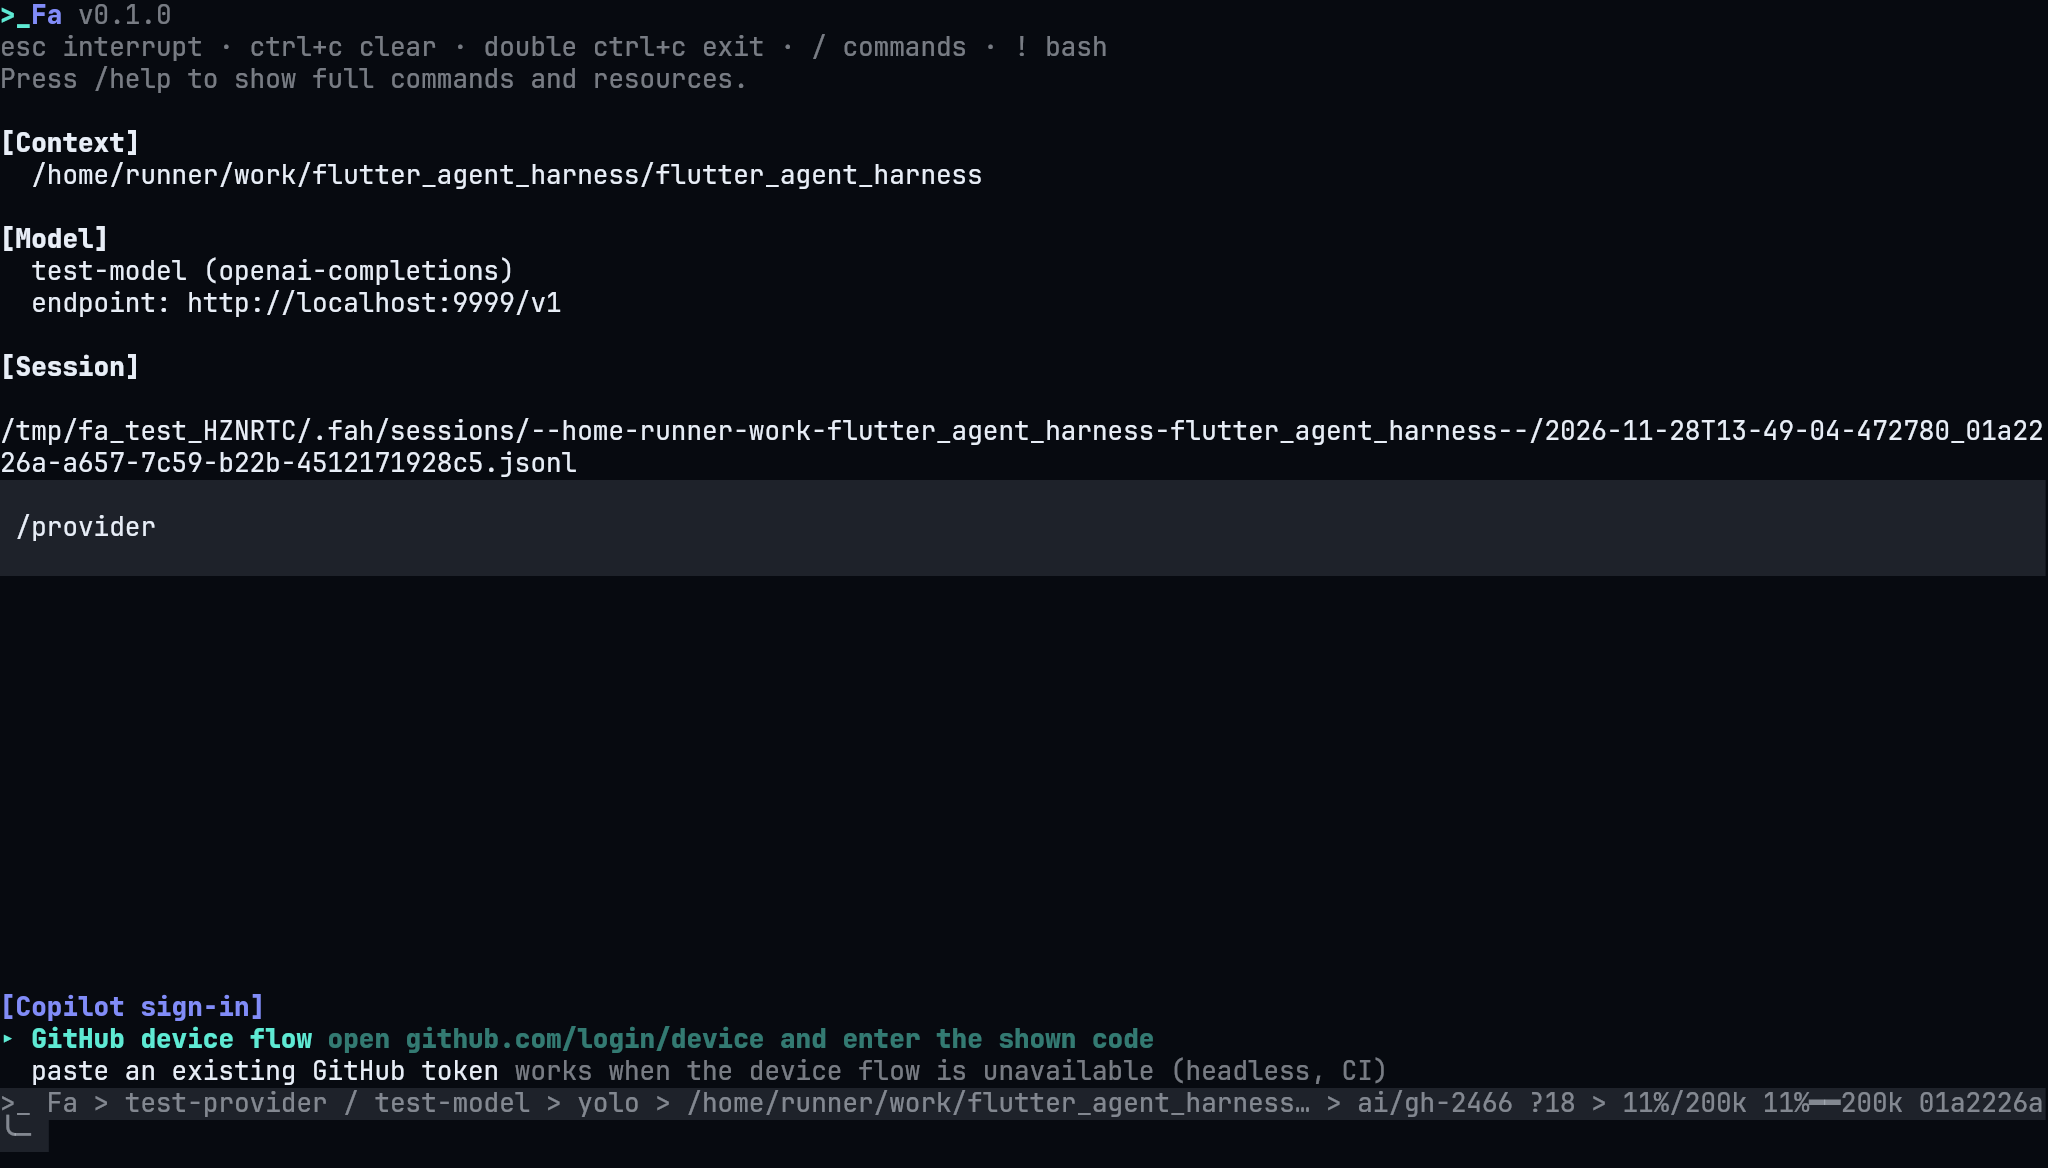 >_Fa v0.1.0
esc interrupt · ctrl+c clear · double ctrl+c exit · / commands · ! bash
Press /help to show full commands and resources.
[Context]
  /home/runner/work/flutter_agent_harness/flutter_agent_harness
[Model]
  test-model (openai-completions)
  endpoint: http://localhost:9999/v1
[Session]
/tmp/fa_test_HZNRTC/.fah/sessions/--home-runner-work-flutter_agent_harness-flutter_agent_harness--/2026-11-28T13-49-04-472780_01a22
26a-a657-7c59-b22b-4512171928c5.jsonl
 /provider
[Copilot sign-in]
▸ GitHub device flow open github.com/login/device and enter the shown code
  paste an existing GitHub token works when the device flow is unavailable (headless, CI)
>_ Fa > test-provider / test-model > yolo > /home/runner/work/flutter_agent_harness… > ai/gh-2466 ?18 > 11%/200k 11%━━200k 01a2226a